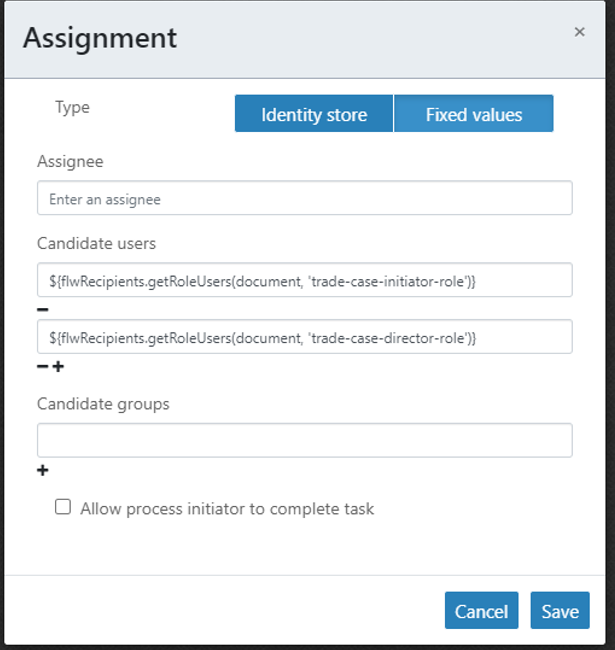 Assignment
×
Type
Identity store
Fixed values
Assignee
Enter an assignee
Candidate users
${flwRecipients.getRoleUsers(document, 'trade-case-initiator-role')}
${flwRecipients.getRoleUsers(document, 'trade-case-director-role')}
Candidate groups
Allow process initiator to complete task
Cancel
Save